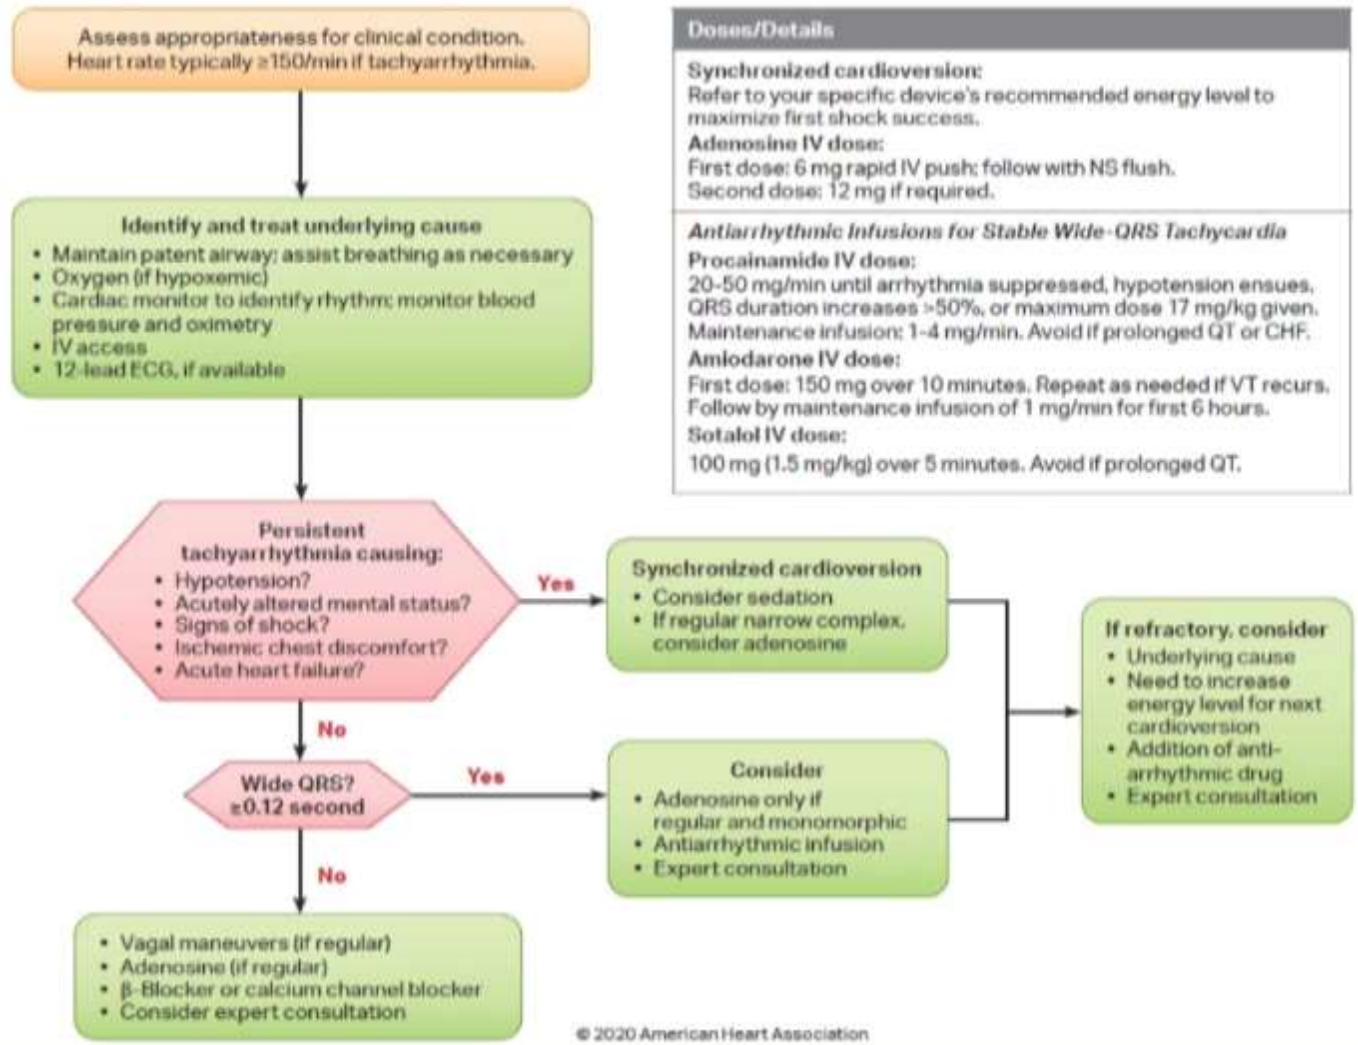 Assess appropriateness for clinical condition.
Heart rate typically ≥150/min if tachyarrhythmia.
Identify and treat underlying cause
• Maintain patent airway; assist breathing as necessary
• Oxygen (if hypoxemic)
• Cardiac monitor to identify rhythm; monitor blood
pressure and oximetry
• IV access
• 12-lead ECG, if available
Persistent
tachyarrhythmia causing:
• Hypotension?
• Acutely altered mental status?
• Signs of shock?
• Ischemic chest discomfort?
• Acute heart failure?
Yes
Synchronized cardioversion
• Consider sedation
• If regular narrow complex,
consider adenosine
If refractory, consider
• Underlying cause
• Need to increase
energy level for next
cardioversion
• Addition of anti-
arrhythmic drug
• Expert consultation
No
Wide QRS?
≥0.12 second
Yes
Consider
• Adenosine only if
regular and monomorphic
• Antiarrhythmic infusion
• Expert consultation
No
• Vagal maneuvers (if regular)
• Adenosine (if regular)
• β-Blocker or calcium channel blocker
• Consider expert consultation
Doses/Details
Synchronized cardioversion:
Refer to your specific device's recommended energy level to
maximize first shock success.
Adenosine IV dose:
First dose: 6 mg rapid IV push; follow with NS flush.
Second dose: 12 mg if required.
Antiarrhythmic Infusions for Stable Wide-QRS Tachycardia
Procainamide IV dose:
20-50 mg/min until arrhythmia suppressed, hypotension ensues,
QRS duration increases >50%, or maximum dose 17 mg/kg given.
Maintenance infusion: 1-4 mg/min. Avoid if prolonged QT or CHF.
Amiodarone IV dose:
First dose: 150 mg over 10 minutes. Repeat as needed if VT recurs.
Follow by maintenance infusion of 1 mg/min for first 6 hours.
Sotalol IV dose:
100 mg (1.5 mg/kg) over 5 minutes. Avoid if prolonged QT.
© 2020 American Heart Association